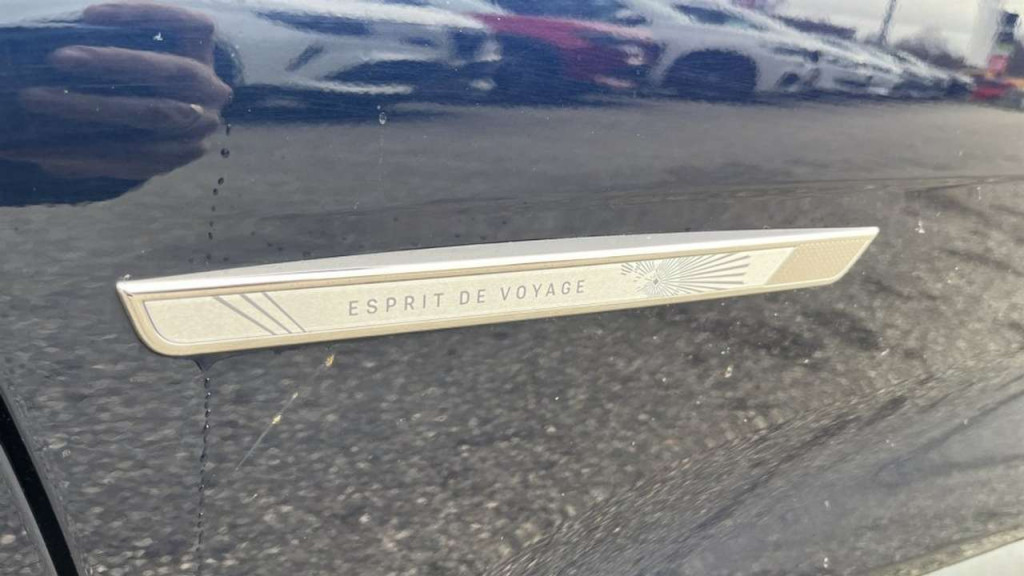 ESPRIT DE VOYAGE